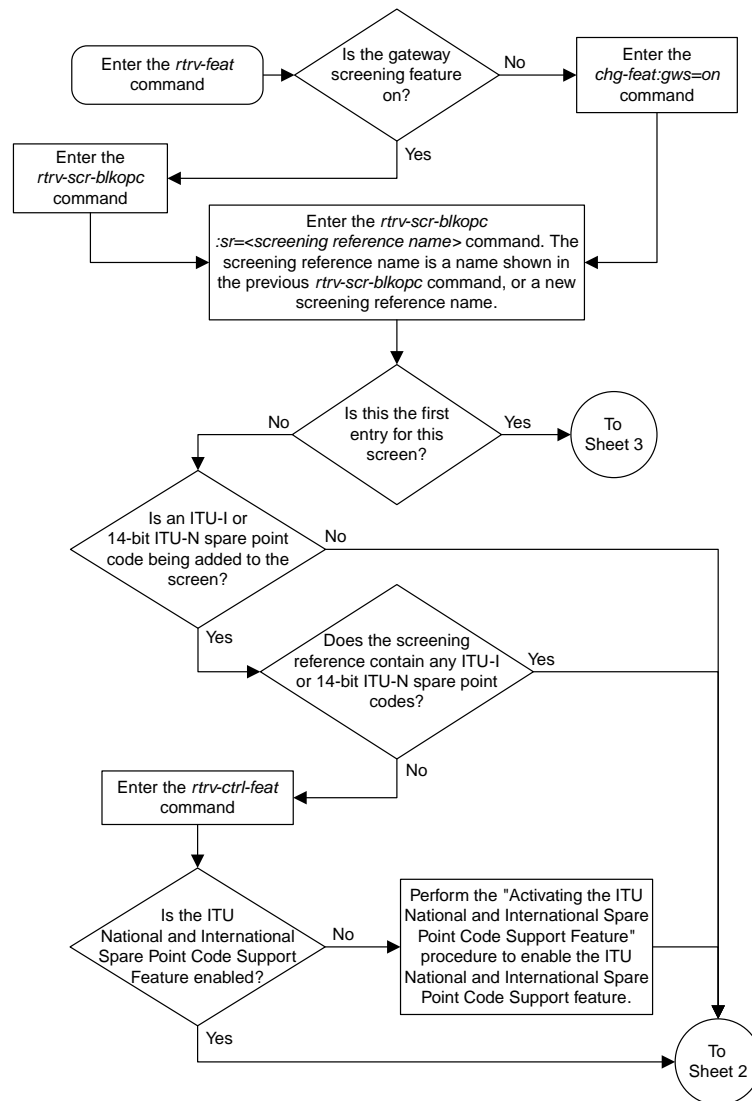 Enter the rtrv-feat
command
Is the gateway
screening feature
on?
No
Enter the
chg-feat:gws=on
command
Yes
Enter the
rtrv-scr-blkopc
command
Enter the rtrv-scr-blkopc
:sr=<screening reference name> command. The
screening reference name is a name shown in
the previous rtrv-scr-blkopc command, or a new
screening reference name.
No
Is this the first
entry for this
screen?
Yes
To
Sheet 3
Is an ITU-I or
14-bit ITU-N spare point
code being added to the
screen?
No
Yes
Does the screening
reference contain any ITU-I
or 14-bit ITU-N spare point
codes?
Yes
No
Enter the rtrv-ctrl-feat
command
Is the ITU
National and International
Spare Point Code Support
Feature enabled?
No
Perform the "Activating the ITU
National and International Spare
Point Code Support Feature"
procedure to enable the ITU
National and International Spare
Point Code Support feature.
Yes
To
Sheet 2